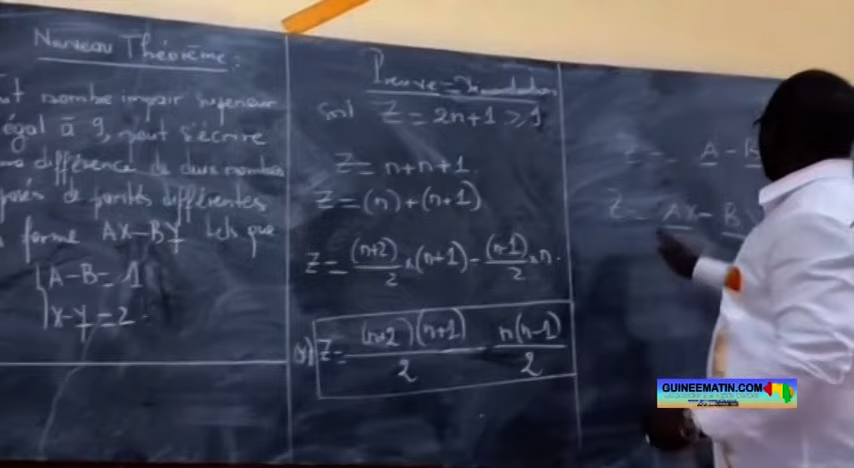 Nouveau Théorème:
nombre impair supérieur
égal à 9, peut s'écrire
différence de deux nombres
de parités différentes
forme AX-BY tels que
A-B=1
X-Y=2.
Preuve=Démonstration
soit Z=2n+1≥1
Z=n+n+1.
Z=(n)+(n+1)
Z=(n+2)/2×(n+1)-(n-1)/2×n.
Z=(n+2)(n+1)/2-n(n-1)/2
Z= A-B
Z= AX-B
GUINEEMATIN.COM